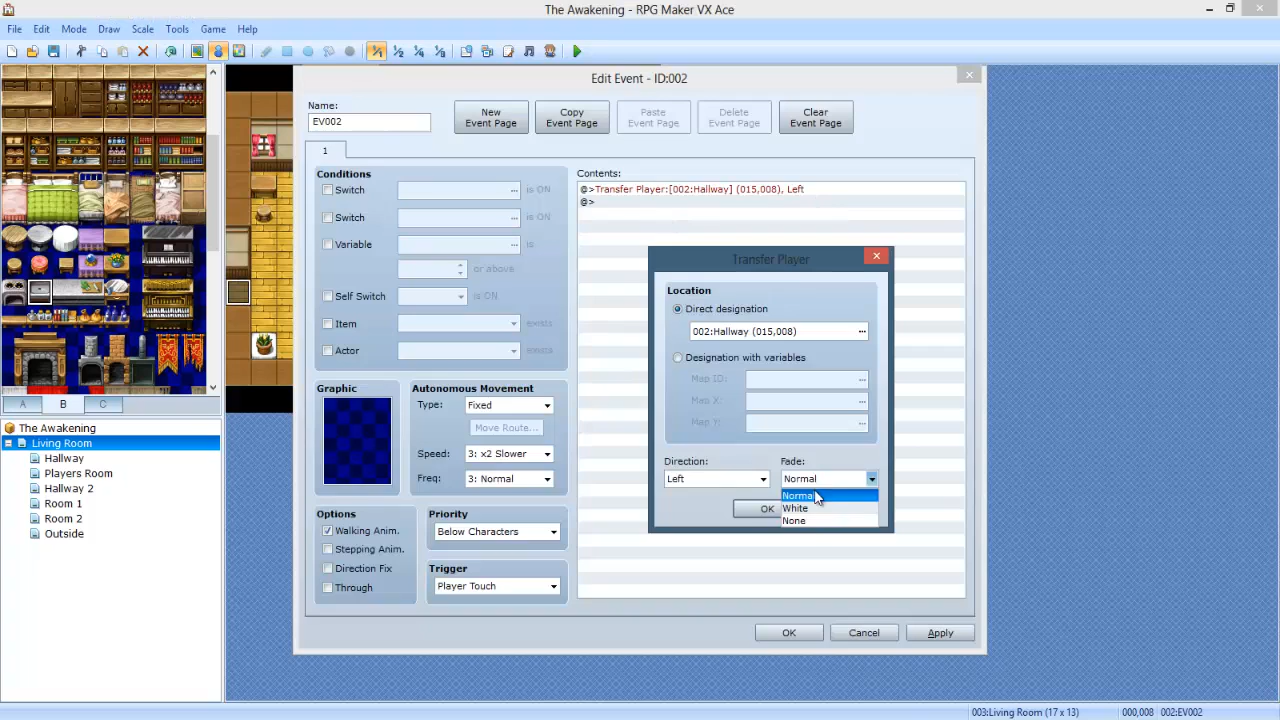 The Awakening - RPG Maker VX Ace
File Edit Mode Draw Scale Tools Game Help
Edit Event - ID:002
Name:
EV002
New Event Page
Copy Event Page
Paste Event Page
Delete Event Page
Clear Event Page
1
Conditions
Switch ... is ON
Switch ... is ON
Variable ... is
or above
Self Switch is ON
Item exists
Actor exists
Graphic
Autonomous Movement
Type: Fixed
Move Route...
Speed: 3: x2 Slower
Freq: 3: Normal
Options
Walking Anim.
Stepping Anim.
Direction Fix
Through
Priority
Below Characters
Trigger
Player Touch
Contents:
@>Transfer Player:[002:Hallway] (015,008), Left
@>
Transfer Player
Location
Direct designation
002:Hallway (015,008) ...
Designation with variables
Map ID: ...
Map X: ...
Map Y: ...
Direction: Fade:
Left Normal
Normal
White
None
OK
OK Cancel Apply
A B C
The Awakening
Living Room
Hallway
Players Room
Hallway 2
Room 1
Room 2
Outside
003:Living Room (17 x 13) 000,008 002:EV002